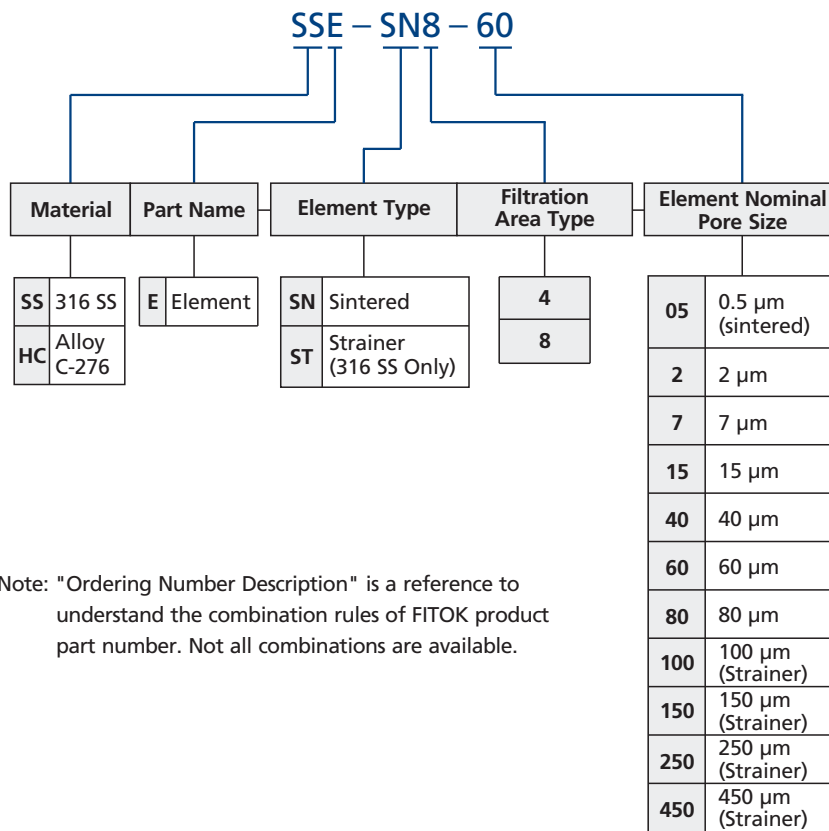 SSE – SN8 – 60
Material
Part Name
Element Type
Filtration
Area Type
Element Nominal
Pore Size
SS 316 SS
HC Alloy
C-276
E Element
SN Sintered
ST Strainer
(316 SS Only)
4
8
05 0.5 µm
(sintered)
2 2 µm
7 7 µm
15 15 µm
40 40 µm
60 60 µm
80 80 µm
100 100 µm
(Strainer)
150 150 µm
(Strainer)
250 250 µm
(Strainer)
450 450 µm
(Strainer)
Note: "Ordering Number Description" is a reference to
understand the combination rules of FITOK product
part number. Not all combinations are available.